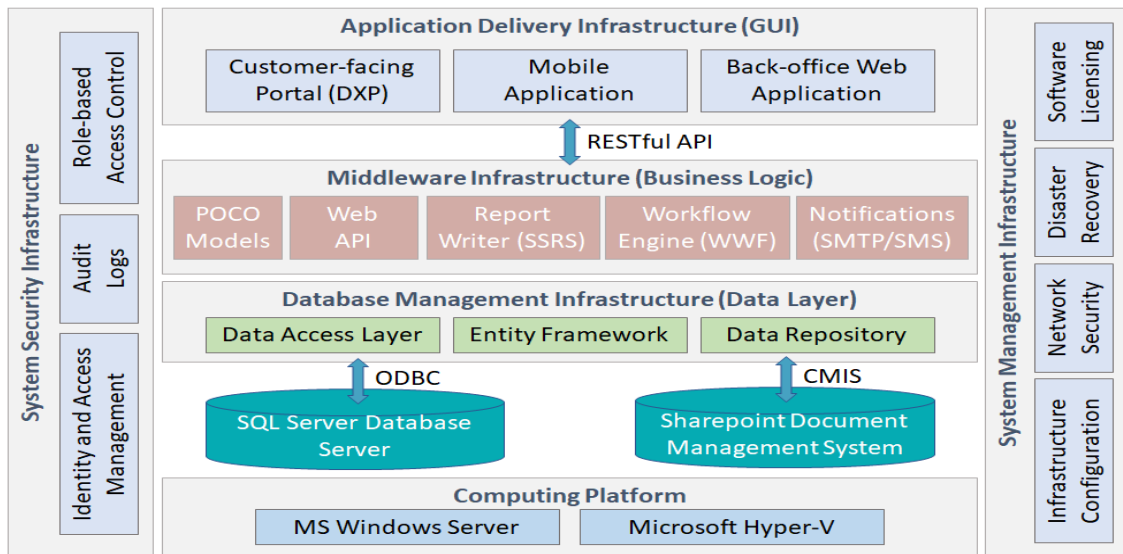 System Security Infrastructure
Role-based
Access Control
Audit
Logs
Identity and Access
Management
Application Delivery Infrastructure (GUI)
Customer-facing
Portal (DXP)
Mobile
Application
Back-office Web
Application
RESTful API
Middleware Infrastructure (Business Logic)
POCO
Models
Web
API
Report
Writer (SSRS)
Workflow
Engine (WWF)
Notifications
(SMTP/SMS)
Database Management Infrastructure (Data Layer)
Data Access Layer
Entity Framework
Data Repository
ODBC
CMIS
SQL Server Database
Server
Sharepoint Document
Management System
Computing Platform
MS Windows Server
Microsoft Hyper-V
System Management Infrastructure
Software
Licensing
Disaster
Recovery
Network
Security
Infrastructure
Configuration